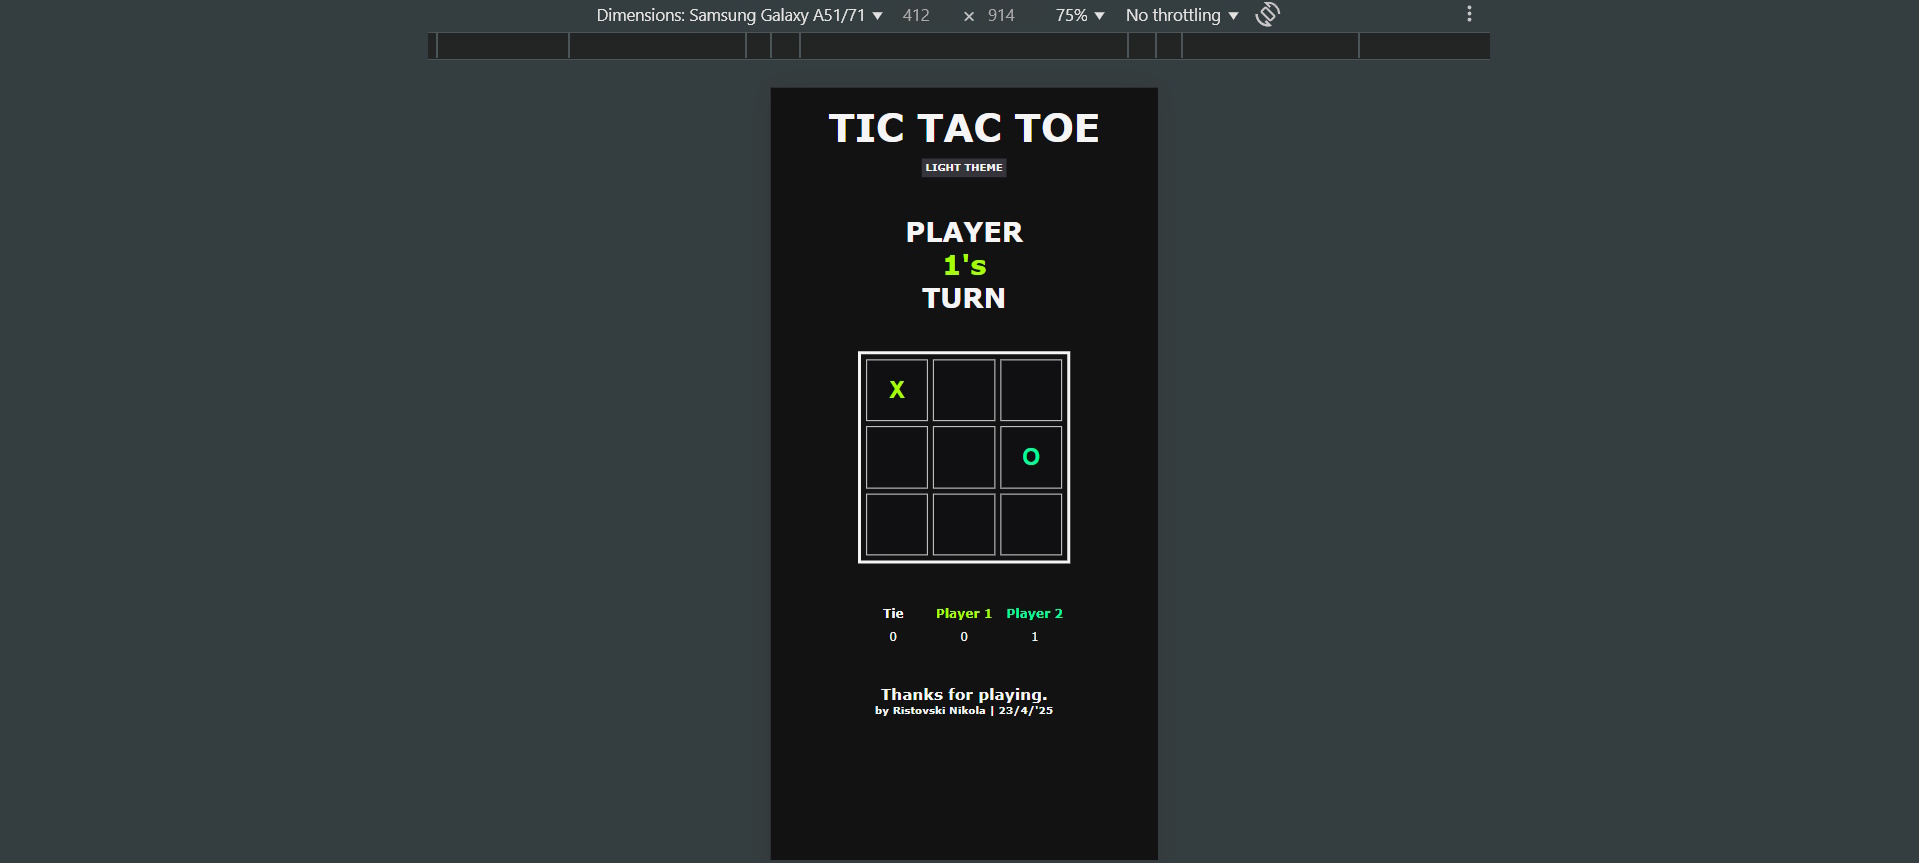 Dimensions: Samsung Galaxy A51/71 ▼ 412 × 914 75% ▼ No throttling ▼
TIC TAC TOE
LIGHT THEME
PLAYER
1's
TURN
X
O
Tie Player 1 Player 2
0 0 1
Thanks for playing.
by Ristovski Nikola | 23/4/'25